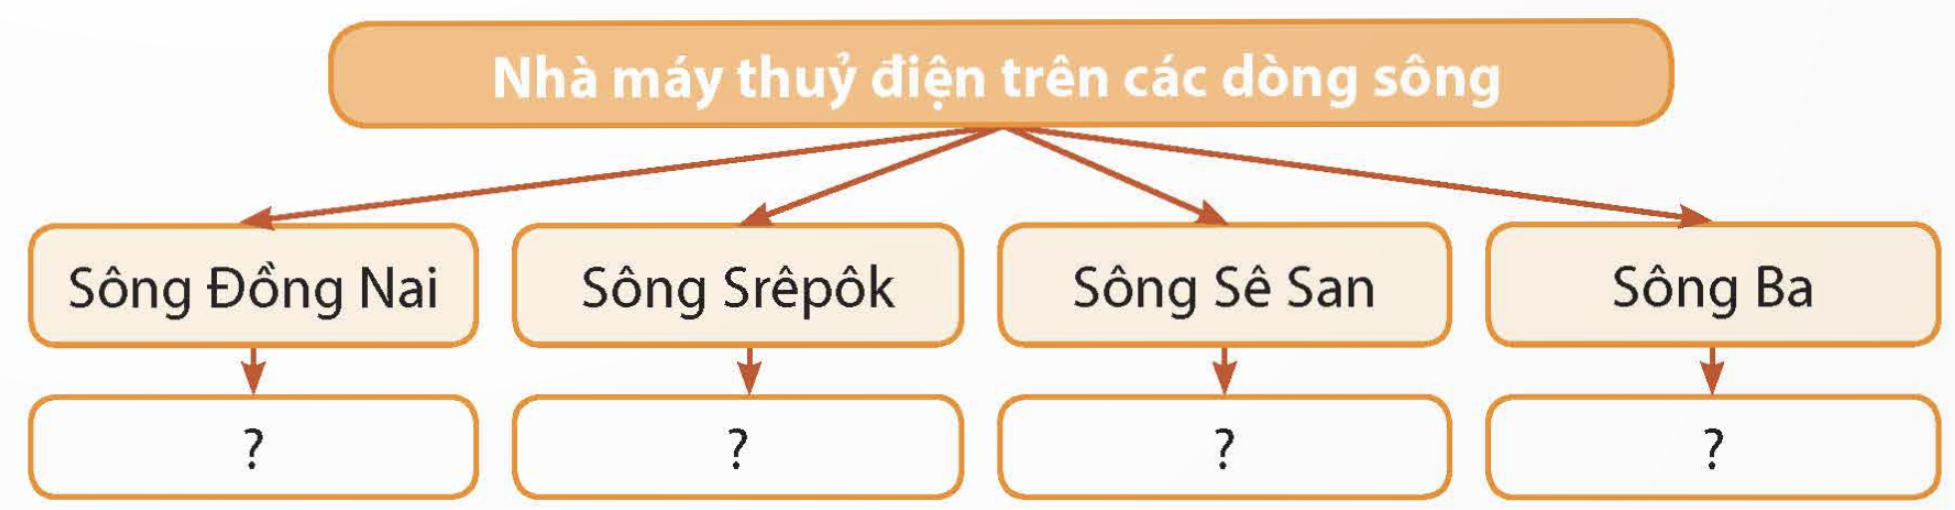 Nhà máy thuỷ điện trên các dòng sông
Sông Đồng Nai
Sông Srêpôk
Sông Sê San
Sông Ba
?
?
?
?